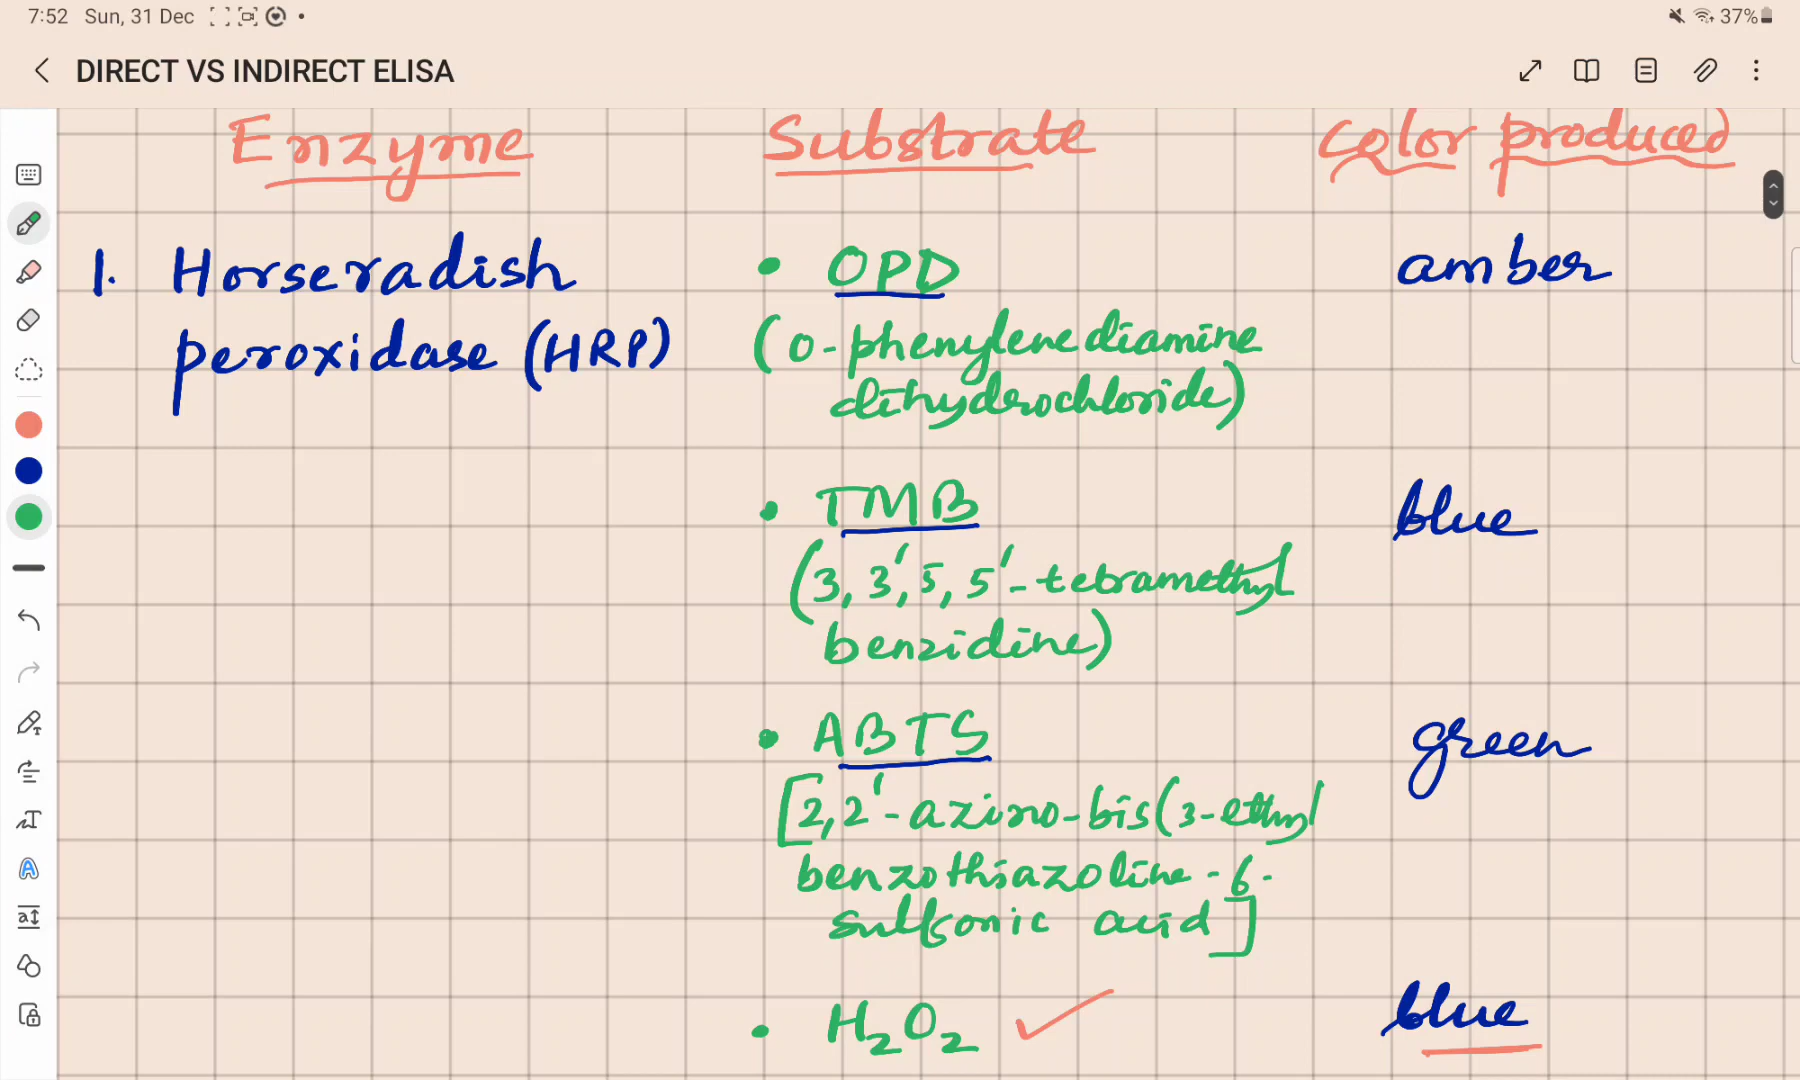 7:52 Sun, 31 Dec 37%
DIRECT VS INDIRECT ELISA
Enzyme Substrate Color produced
1. Horseradish • OPD amber
peroxidase (HRP) (o-phenylenediamine
dihydrochloride)
• TMB blue
(3,3',5,5'-tetramethyl
benzidine)
• ABTS green
[2,2'-azino-bis(3-ethyl
benzothiazoline-6-
sulfonic acid]
• H₂O₂ ✓ blue